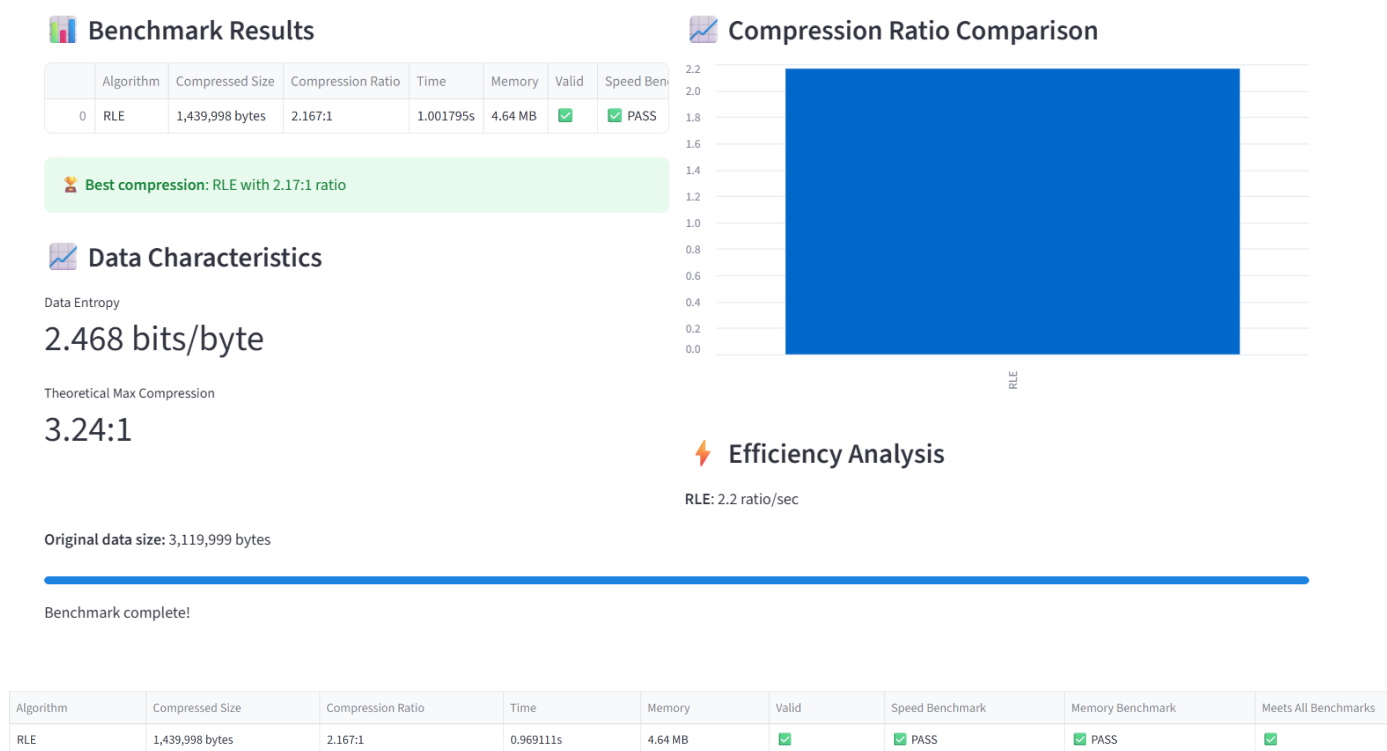 Benchmark Results
Algorithm Compressed Size Compression Ratio Time Memory Valid Speed Ben
0 RLE 1,439,998 bytes 2.167:1 1.001795s 4.64 MB PASS
Best compression: RLE with 2.17:1 ratio
Data Characteristics
Data Entropy
2.468 bits/byte
Theoretical Max Compression
3.24:1
Compression Ratio Comparison
2.2
2.0
1.8
1.6
1.4
1.2
1.0
0.8
0.6
0.4
0.2
0.0
RLE
Efficiency Analysis
RLE: 2.2 ratio/sec
Original data size: 3,119,999 bytes
Benchmark complete!
Algorithm Compressed Size Compression Ratio Time Memory Valid Speed Benchmark Memory Benchmark Meets All Benchmarks
RLE 1,439,998 bytes 2.167:1 0.969111s 4.64 MB PASS PASS